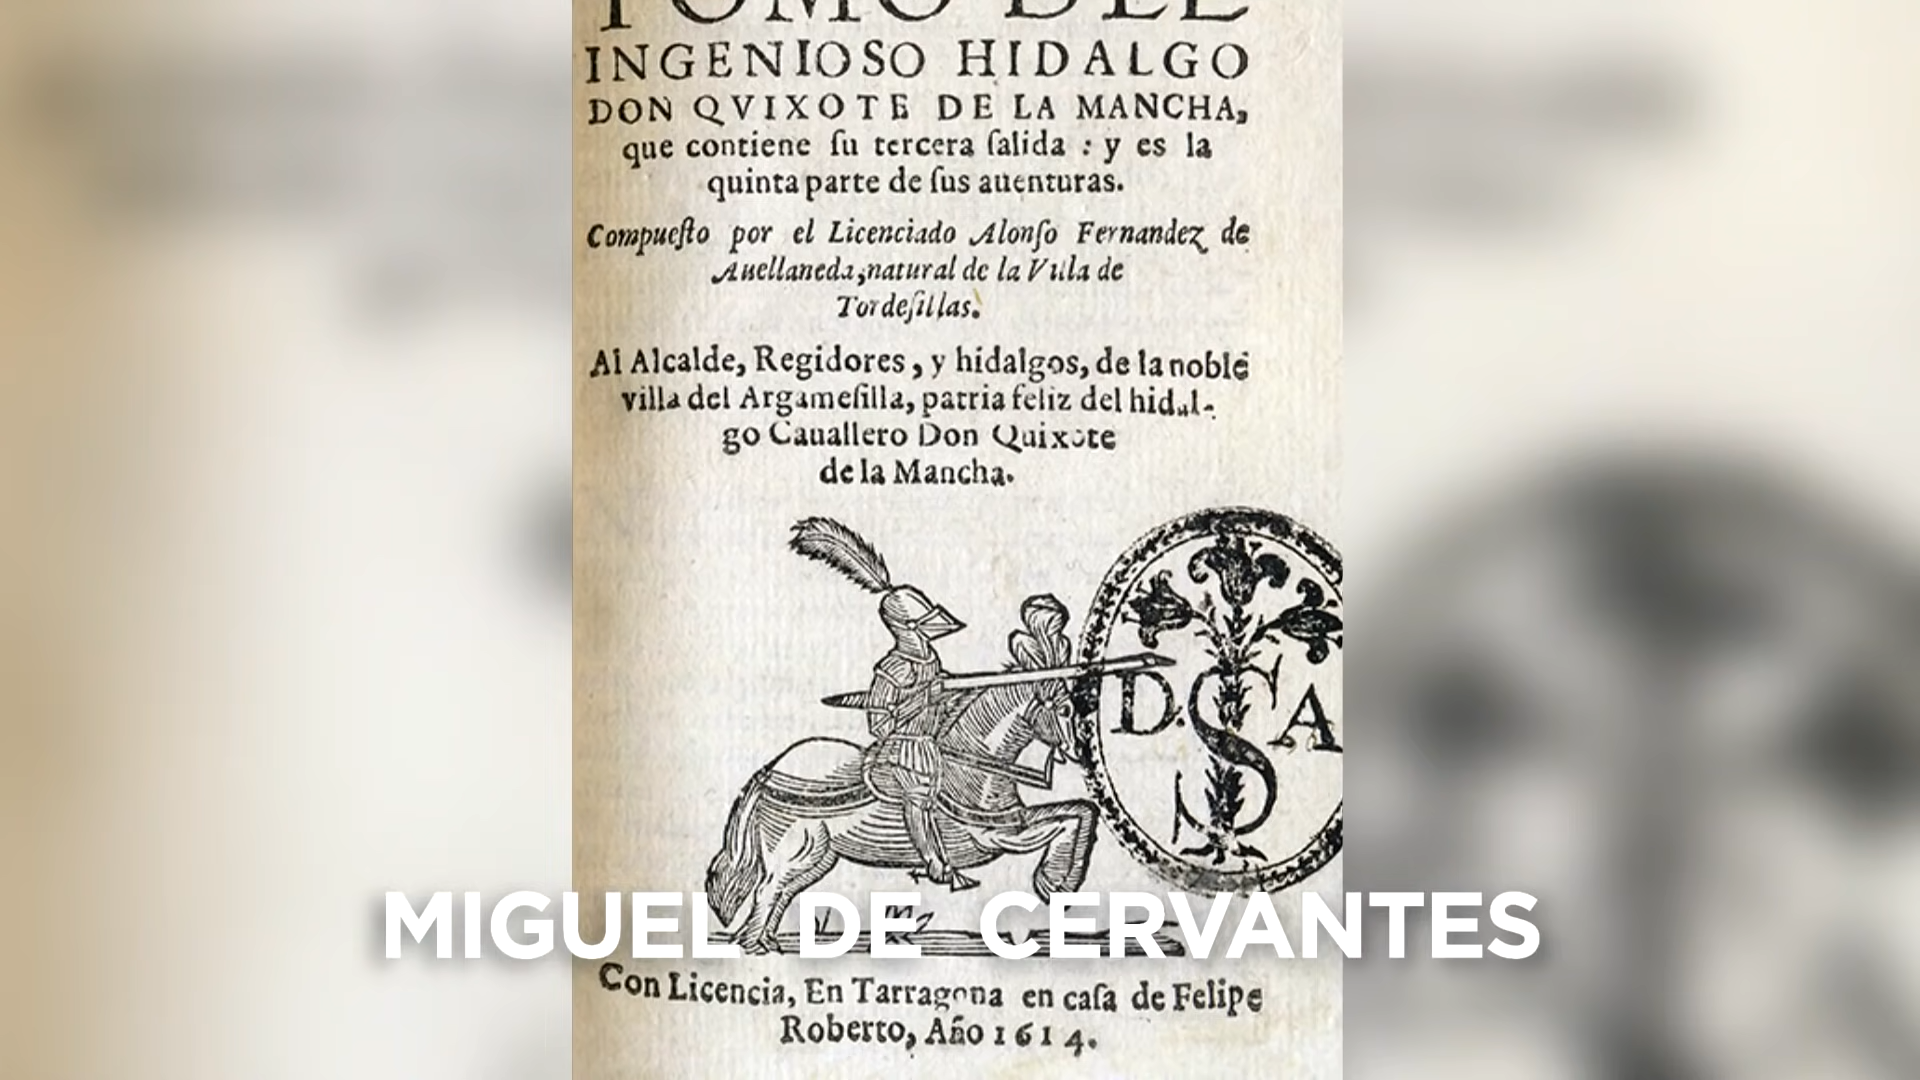 TOMO DEL
INGENIOSO HIDALGO
DON QVIXOTE DE LA MANCHA,
que contiene ſu tercera ſalida : y es la
quinta parte de ſus auenturas.
Compueſto por el Licenciado Alonſo Fernandez de
Auellaneda, natural de la Villa de
Tordeſillas.
Al Alcalde, Regidores, y hidalgos, de la noble
villa del Argameſilla, patria feliz del hidal-
go Cauallero Don Quixote
de la Mancha.
D. S A
MIGUEL DE CERVANTES
Con Licencia, En Tarragona en caſa de Felipe
Roberto, Año 1614.